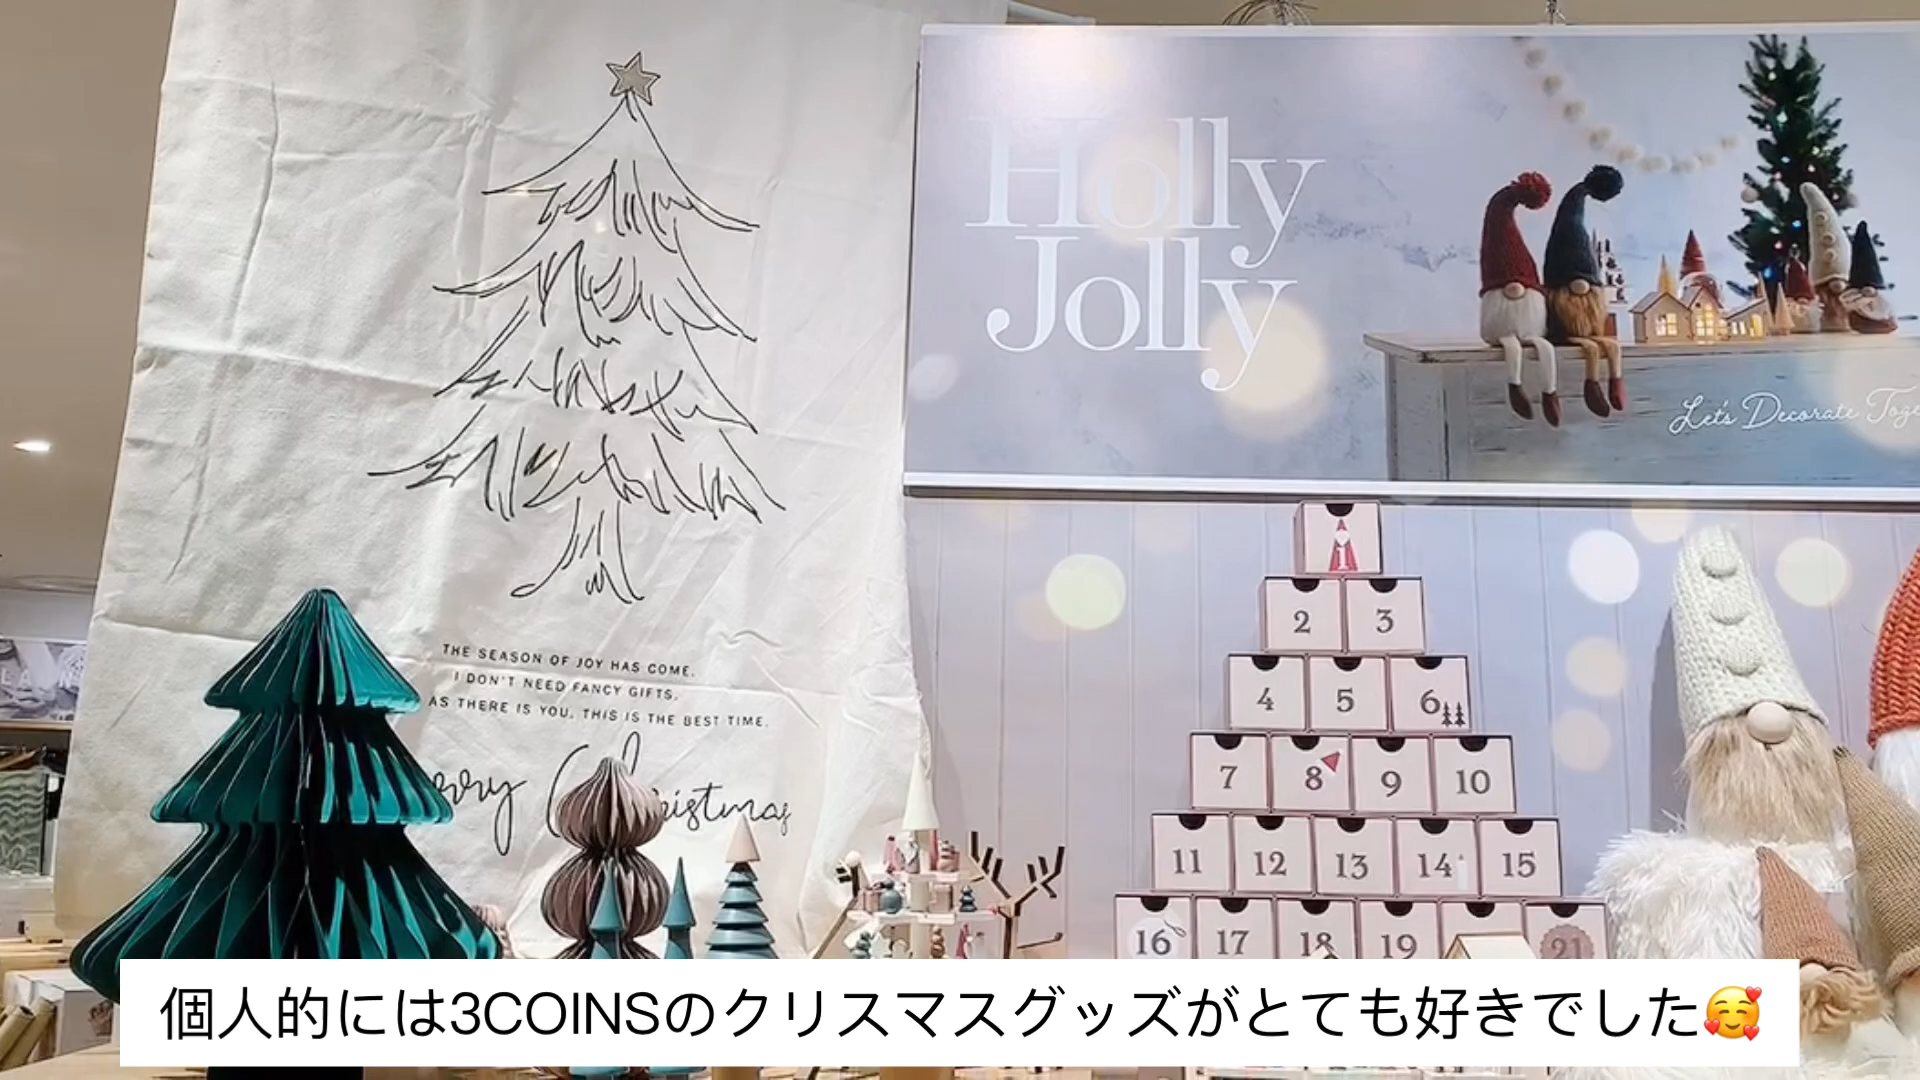 THE SEASON OF JOY HAS COME.
I DON'T NEED FANCY GIFTS,
AS THERE IS YOU, THIS IS THE BEST TIME.
Holly
Jolly
Let's Decorate
1
2 3
4 5 6
7 8 9 10
11 12 13 14 15
16 17 18 19 21
個人的には3COINSのクリスマスグッズがとても好きでした🥰